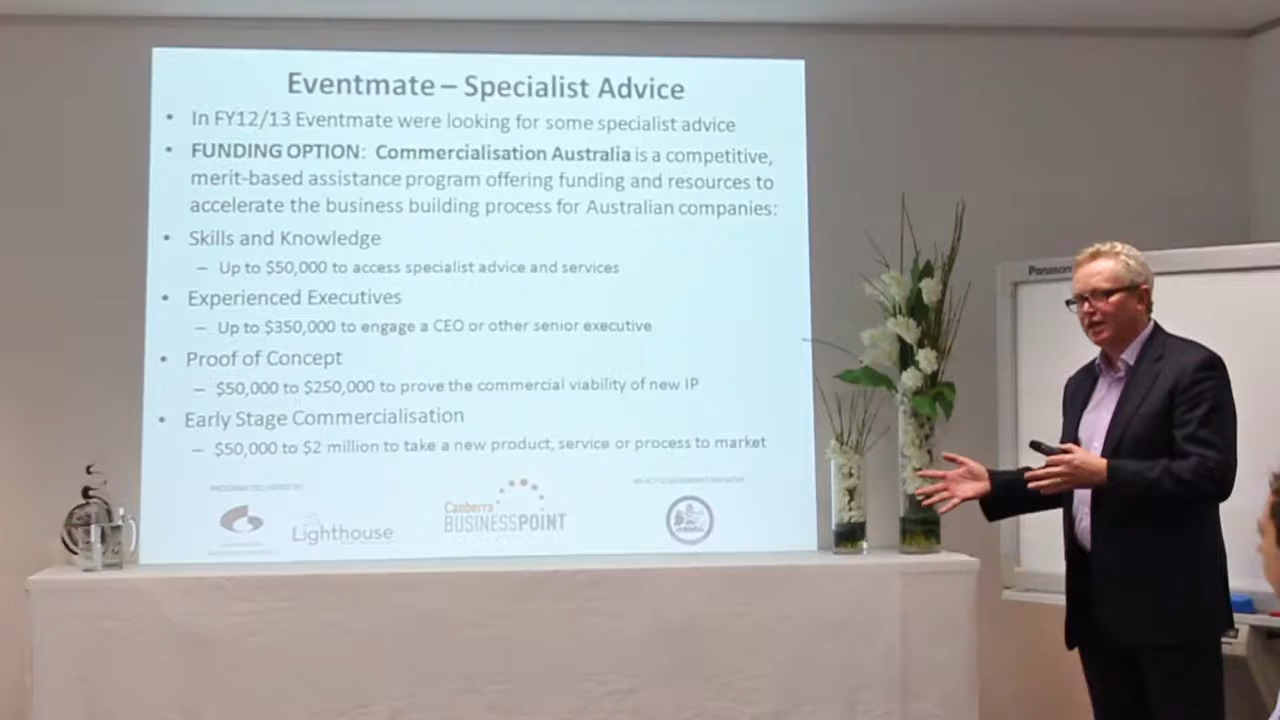 Eventmate – Specialist Advice
• In FY12/13 Eventmate were looking for some specialist advice
• FUNDING OPTION: Commercialisation Australia is a competitive,
merit-based assistance program offering funding and resources to
accelerate the business building process for Australian companies:
• Skills and Knowledge
– Up to $50,000 to access specialist advice and services
• Experienced Executives
– Up to $350,000 to engage a CEO or other senior executive
• Proof of Concept
– $50,000 to $250,000 to prove the commercial viability of new IP
• Early Stage Commercialisation
– $50,000 to $2 million to take a new product, service or process to market
PROGRAM DELIVERED BY
Lighthouse
Canberra
BUSINESSPOINT
Panasonic